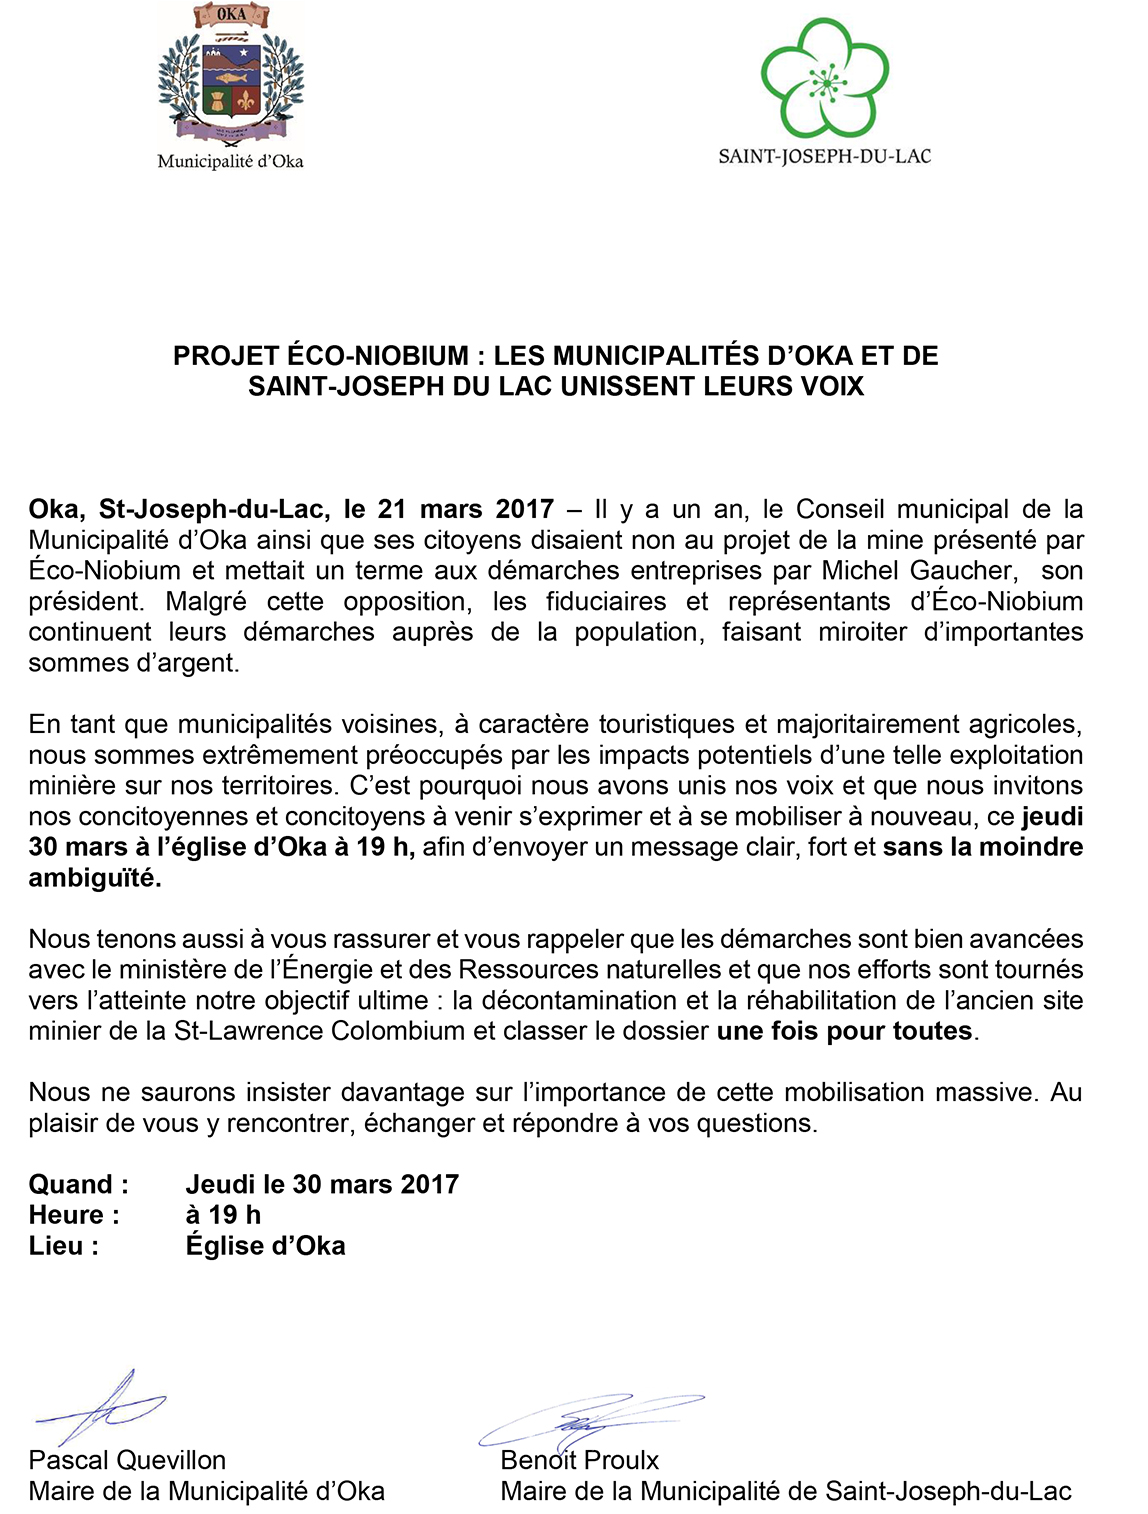 OKA
Municipalité d’Oka
SAINT-JOSEPH-DU-LAC
PROJET ÉCO-NIOBIUM : LES MUNICIPALITÉS D’OKA ET DE
SAINT-JOSEPH DU LAC UNISSENT LEURS VOIX
Oka, St-Joseph-du-Lac, le 21 mars 2017 – Il y a un an, le Conseil municipal de la
Municipalité d’Oka ainsi que ses citoyens disaient non au projet de la mine présenté par
Éco-Niobium et mettait un terme aux démarches entreprises par Michel Gaucher, son
président. Malgré cette opposition, les fiduciaires et représentants d’Éco-Niobium
continuent leurs démarches auprès de la population, faisant miroiter d’importantes
sommes d’argent.
En tant que municipalités voisines, à caractère touristiques et majoritairement agricoles,
nous sommes extrêmement préoccupés par les impacts potentiels d’une telle exploitation
minière sur nos territoires. C’est pourquoi nous avons unis nos voix et que nous invitons
nos concitoyennes et concitoyens à venir s’exprimer et à se mobiliser à nouveau, ce jeudi
30 mars à l’église d’Oka à 19 h, afin d’envoyer un message clair, fort et sans la moindre
ambiguïté.
Nous tenons aussi à vous rassurer et vous rappeler que les démarches sont bien avancées
avec le ministère de l’Énergie et des Ressources naturelles et que nos efforts sont tournés
vers l’atteinte notre objectif ultime : la décontamination et la réhabilitation de l’ancien site
minier de la St-Lawrence Colombium et classer le dossier une fois pour toutes.
Nous ne saurons insister davantage sur l’importance de cette mobilisation massive. Au
plaisir de vous y rencontrer, échanger et répondre à vos questions.
Quand : Jeudi le 30 mars 2017
Heure : à 19 h
Lieu : Église d’Oka
Pascal Quevillon
Maire de la Municipalité d’Oka
Benoit Proulx
Maire de la Municipalité de Saint-Joseph-du-Lac